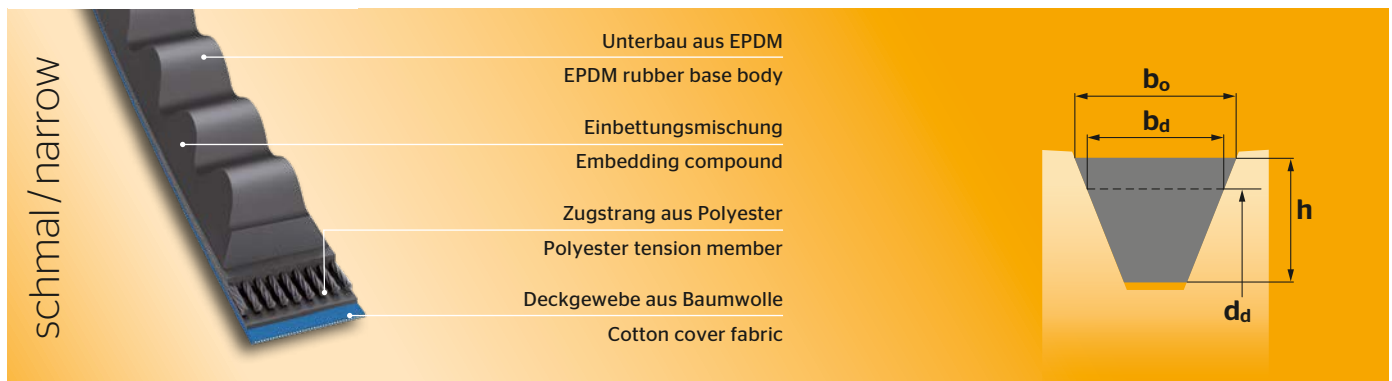 schmal / narrow
Unterbau aus EPDM
EPDM rubber base body
Einbettungsmischung
Embedding compound
Zugstrang aus Polyester
Polyester tension member
Deckgewebe aus Baumwolle
Cotton cover fabric
bo
bd
h
dd